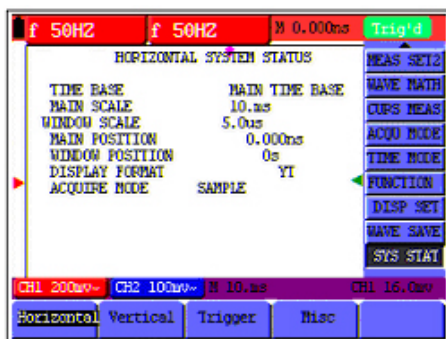 f 50HZ f 50HZ M 0.000ns Trig'd
HORIZONTAL SYSTEM STATUS
TIME BASE MAIN TIME BASE
MAIN SCALE 10.ms
WINDOW SCALE 5.0us
MAIN POSITION 0.000ns
WINDOW POSITION 0s
DISPLAY FORMAT YT
ACQUIRE MODE SAMPLE
MEAS SET2
WAVE MATH
CURS MEAS
ACQU MODE
TIME MODE
FUNCTION
DISP SET
WAVE SAVE
SYS STAT
CH1 200mv~ CH2 100mv~ M 10.ms CH1 16.0mv
Horizontal Vertical Trigger Misc